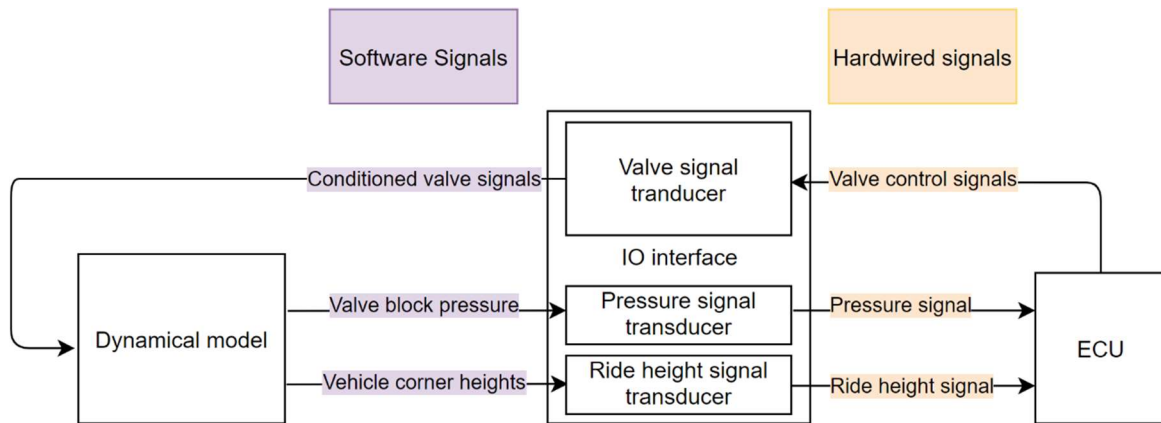 Software Signals
Hardwired signals
Conditioned valve signals
Valve signal
tranducer
Valve control signals
IO interface
Dynamical model
Valve block pressure
Pressure signal
transducer
Pressure signal
ECU
Vehicle corner heights
Ride height signal
transducer
Ride height signal